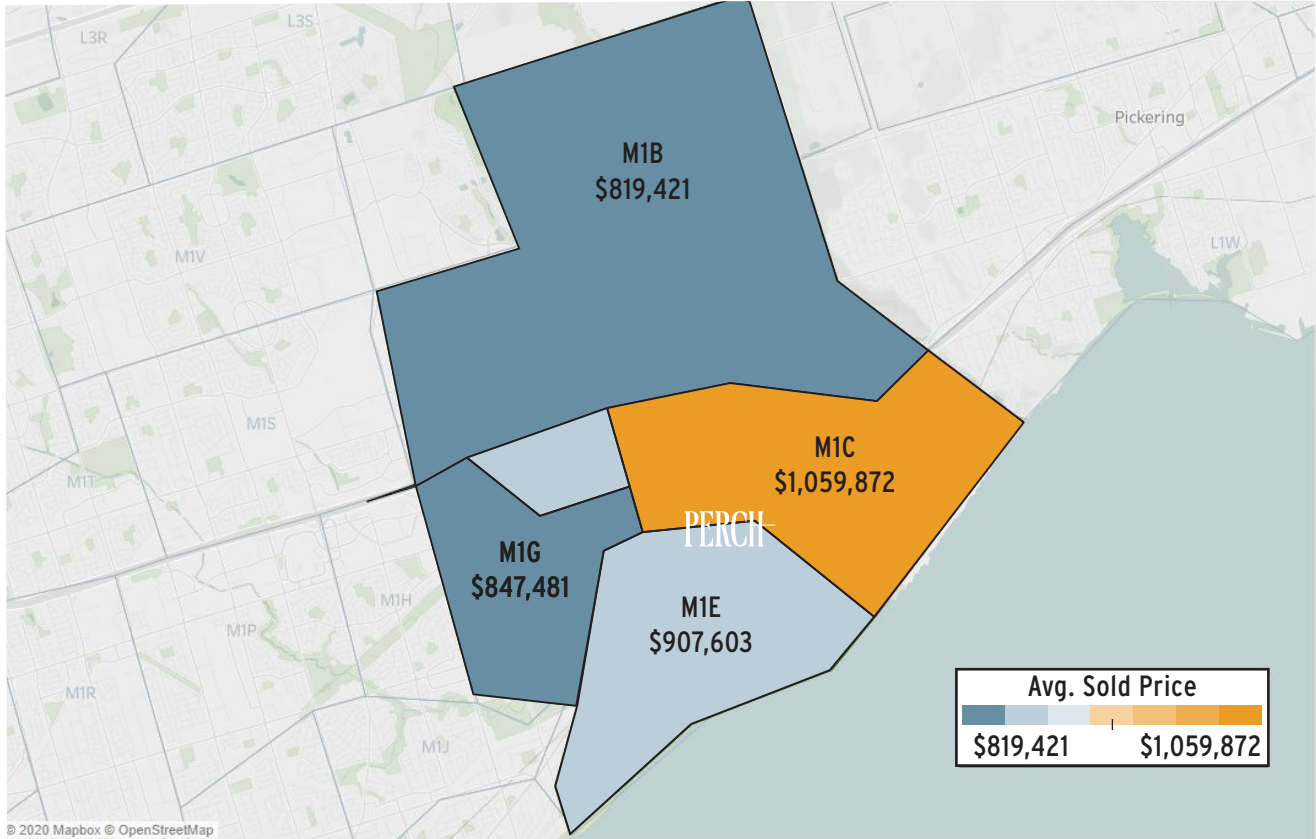 L3S
L3R
Pickering
M1B
$819,421
L1W
M1V
M1S
M1C
$1,059,872
M1T
PERCH
M1G
$847,481
M1H
M1E
$907,603
M1P
M1R
Avg. Sold Price
$819,421 $1,059,872
M1J
© 2020 Mapbox © OpenStreetMap